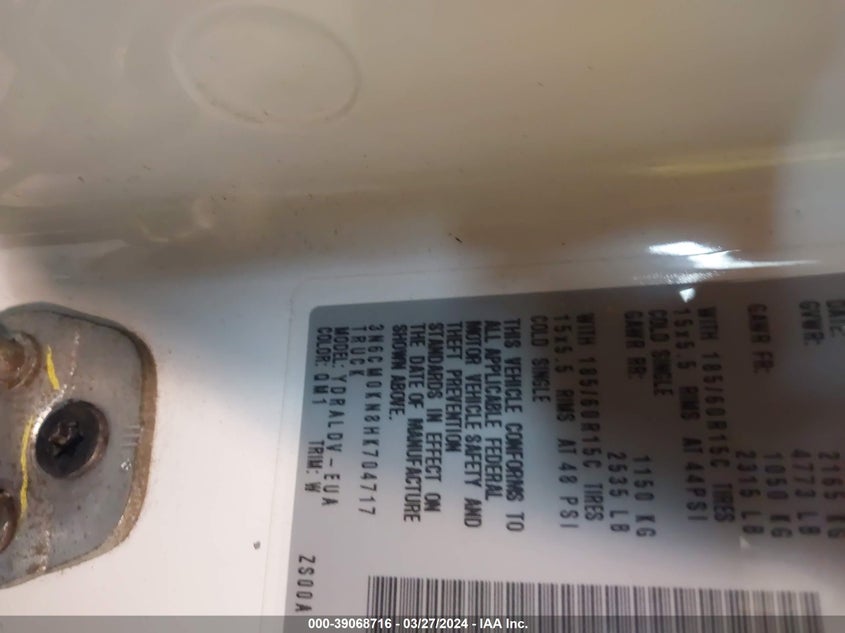 DATE:
GVWR: 2165 KG
4773 LB
GAWR FR: 1050 KG
2315 LB
WITH 185/60R15C TIRES
15x5.5 RIMS AT 44PSI
COLD SINGLE
GAWR RR: 1150 KG
2535 LB
WITH 185/60R15C TIRES
15x5.5 RIMS AT 48 PSI
COLD SINGLE
THIS VEHICLE CONFORMS TO
ALL APPLICABLE FEDERAL
MOTOR VEHICLE SAFETY AND
THEFT PREVENTION
STANDARDS IN EFFECT ON
THE DATE OF MANUFACTURE
SHOWN ABOVE.
3N6CM0KN8HK704717
TRUCK
MODEL: YDRALDV-EUA
COLOR: QM1 TRIM: W
ZS00A
000-39068716 - 03/27/2024 - IAA Inc.